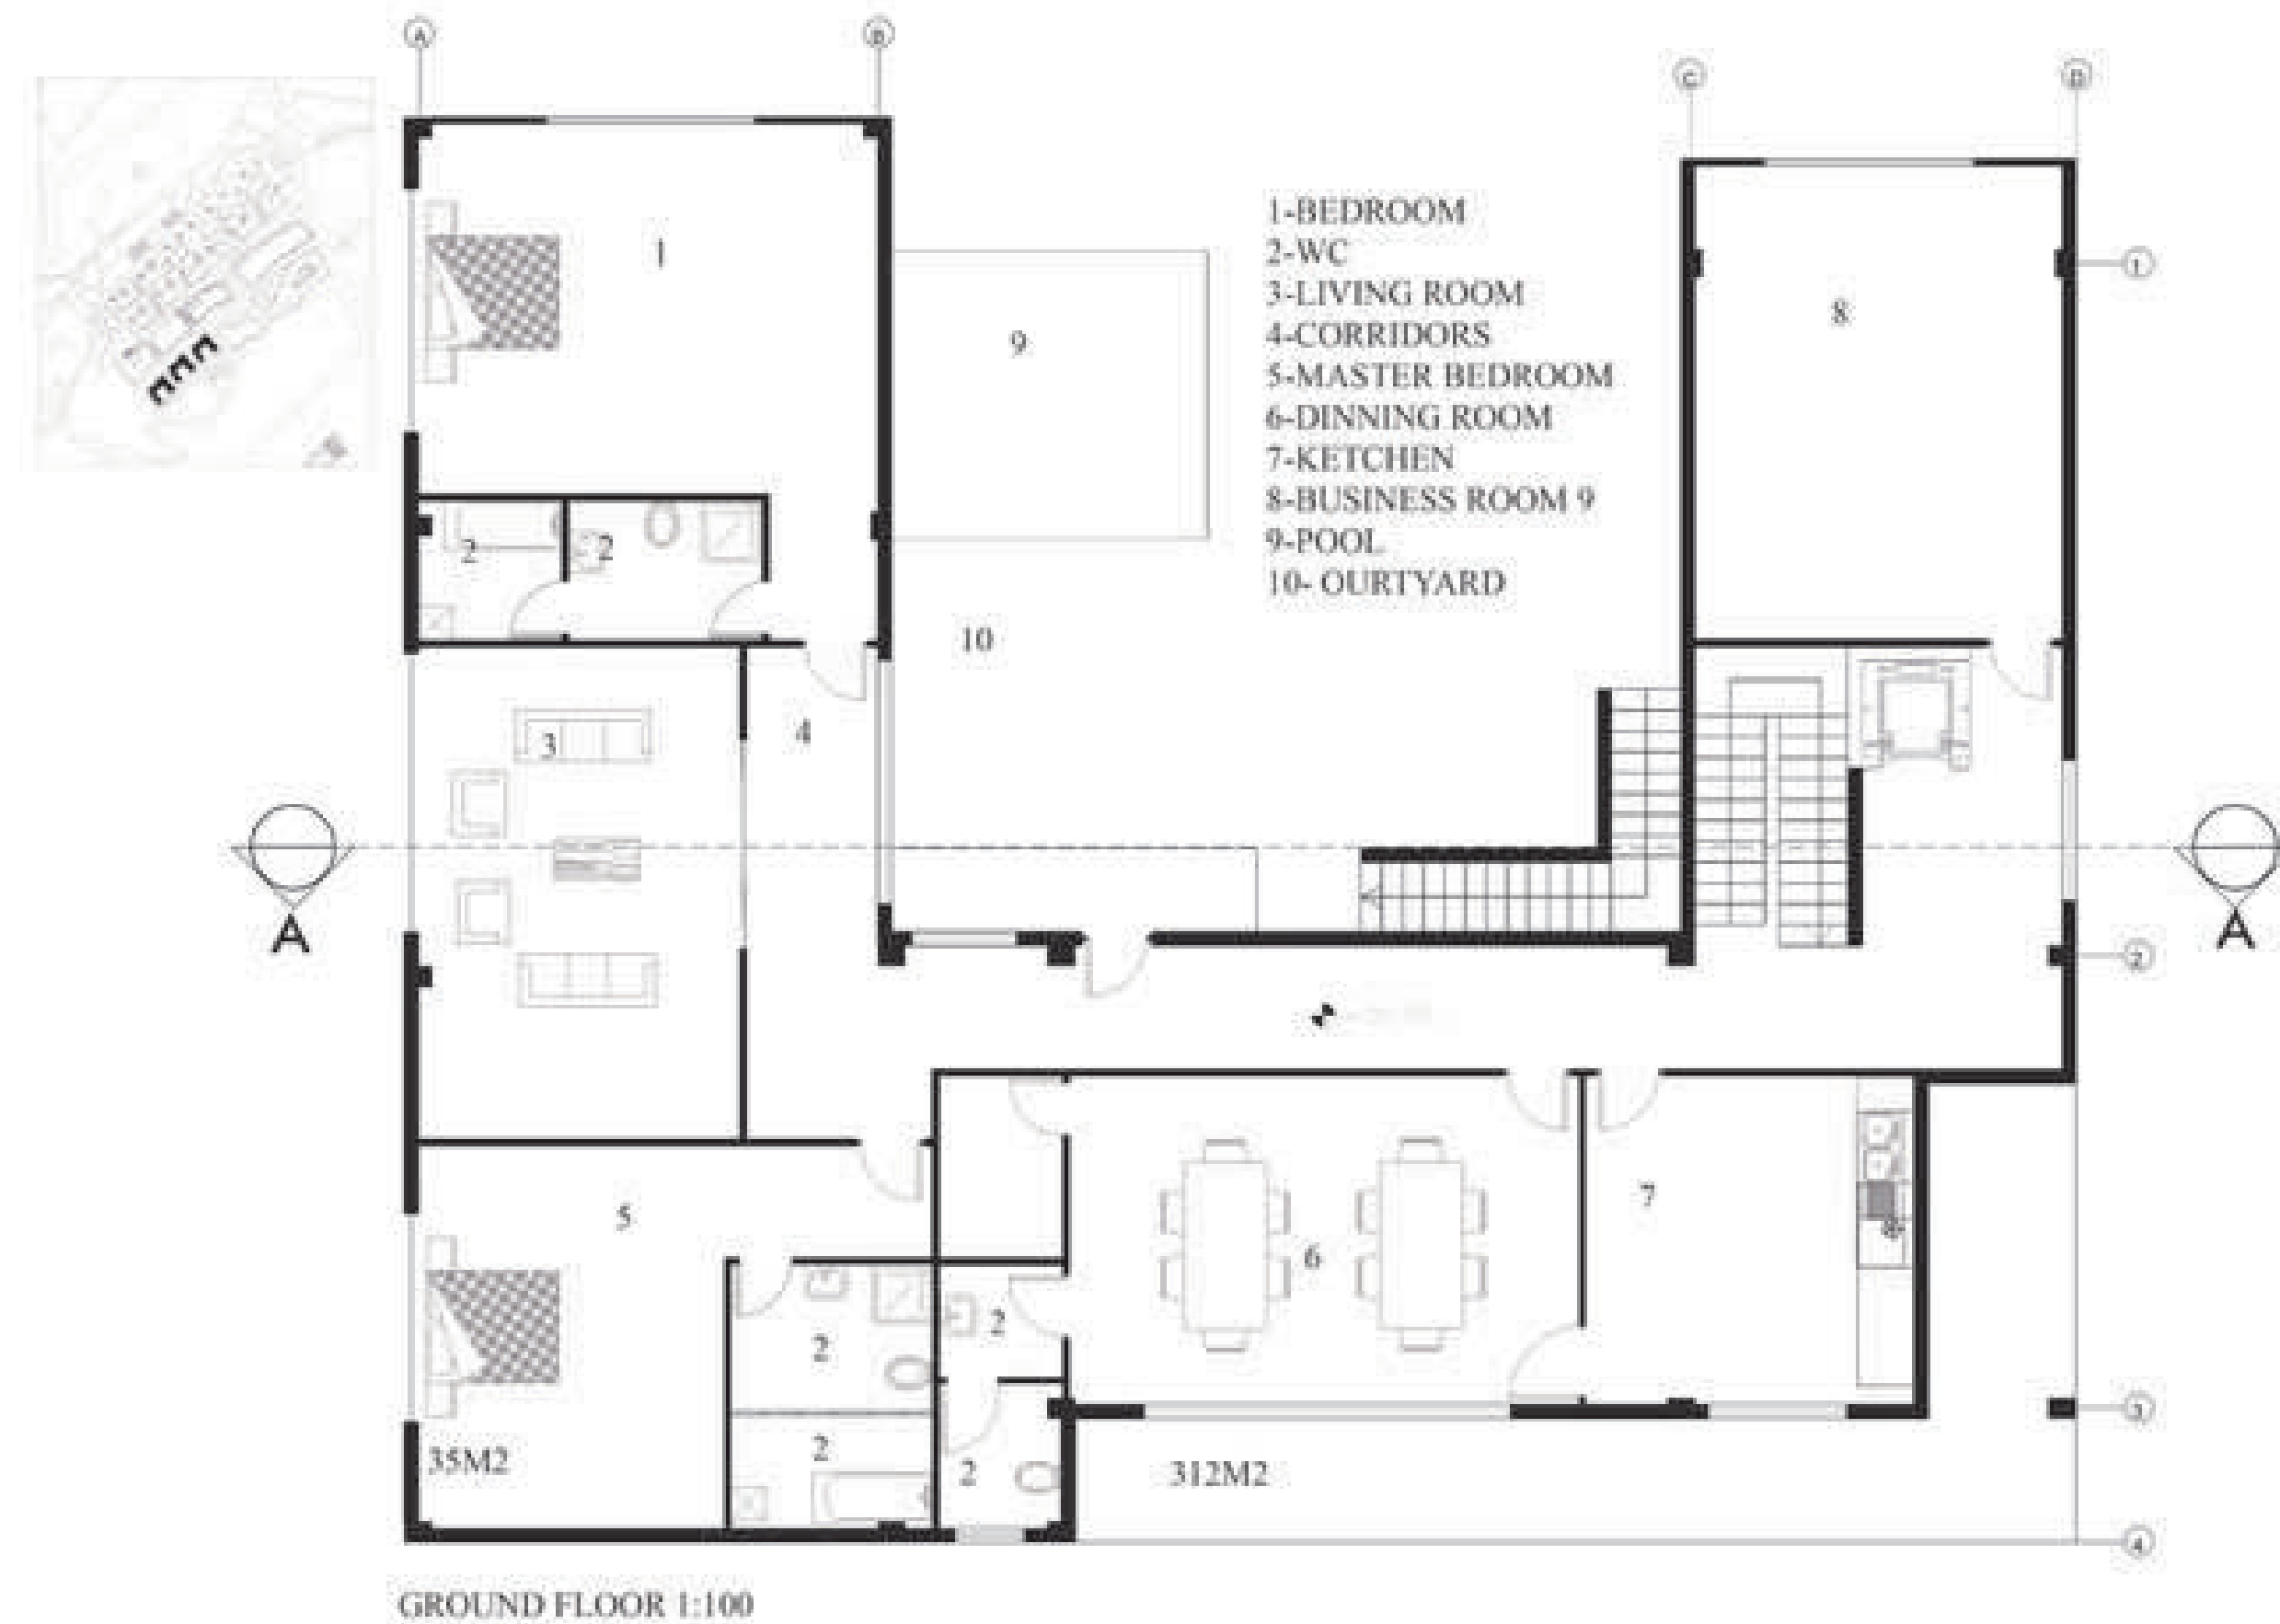 A
B
C
D
1-BEDROOM
2-WC
3-LIVING ROOM
4-CORRIDORS
5-MASTER BEDROOM
6-DINNING ROOM
7-KETCHEN
8-BUSINESS ROOM 9
9-POOL
10- OURTYARD
1
1
8
9
2
2
10
3
4
A
A
2
7
5
6
2
2
2
2
3
35M2
312M2
4
GROUND FLOOR 1:100